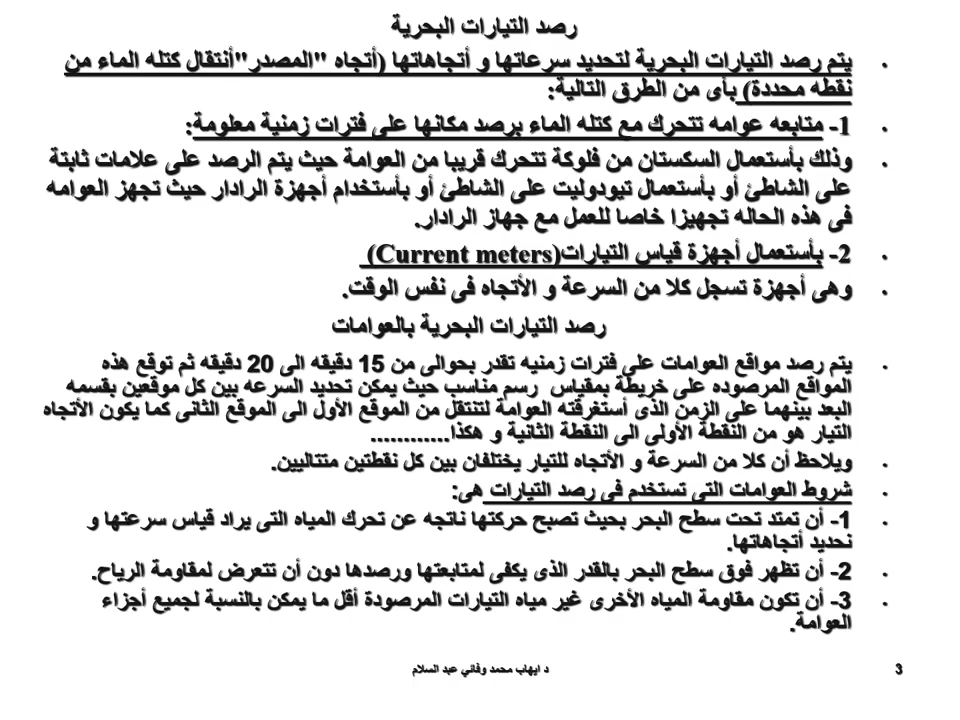 رصد التيارات البحرية
• يتم رصد التيارات البحرية لتحديد سرعاتها و أتجاهاتها (أتجاه "المصدر"أنتقال كتله الماء من
نقطه محددة) بأى من الطرق التالية:
• 1- متابعه عوامه تتحرك مع كتله الماء برصد مكانها على فترات زمنية معلومة:
• وذلك بأستعمال السكستان من فلوكة تتحرك قريبا من العوامة حيث يتم الرصد على علامات ثابتة
على الشاطئ أو بأستعمال تيودوليت على الشاطئ أو بأستخدام أجهزة الرادار حيث تجهز العوامه
فى هذه الحاله تجهيزا خاصا للعمل مع جهاز الرادار.
• 2- بأستعمال أجهزة قياس التيارات(Current meters)
• وهى أجهزة تسجل كلا من السرعة و الأتجاه فى نفس الوقت.
رصد التيارات البحرية بالعوامات
• يتم رصد مواقع العوامات على فترات زمنيه تقدر بحوالى من 15 دقيقه الى 20 دقيقه ثم توقع هذه
المواقع المرصوده على خريطة بمقياس رسم مناسب حيث يمكن تحديد السرعه بين كل موقعين بقسمه
البعد بينهما على الزمن الذى أستغرقته العوامة لتنتقل من الموقع الأول الى الموقع الثانى كما يكون الأتجاه
التيار هو من النقطة الأولى الى النقطة الثانية و هكذا............
• ويلاحظ أن كلا من السرعة و الأتجاه للتيار يختلفان بين كل نقطتين متتاليين.
• شروط العوامات التى تستخدم فى رصد التيارات هى:
• 1- أن تمتد تحت سطح البحر بحيث تصبح حركتها ناتجه عن تحرك المياه التى يراد قياس سرعتها و
تحديد أتجاهاتها.
• 2- أن تظهر فوق سطح البحر بالقدر الذى يكفى لمتابعتها ورصدها دون أن تتعرض لمقاومة الرياح.
• 3- أن تكون مقاومة المياه الأخرى غير مياه التيارات المرصودة أقل ما يمكن بالنسبة لجميع أجزاء
العوامة.
د ايهاب محمد وفائي عبد السلام
3